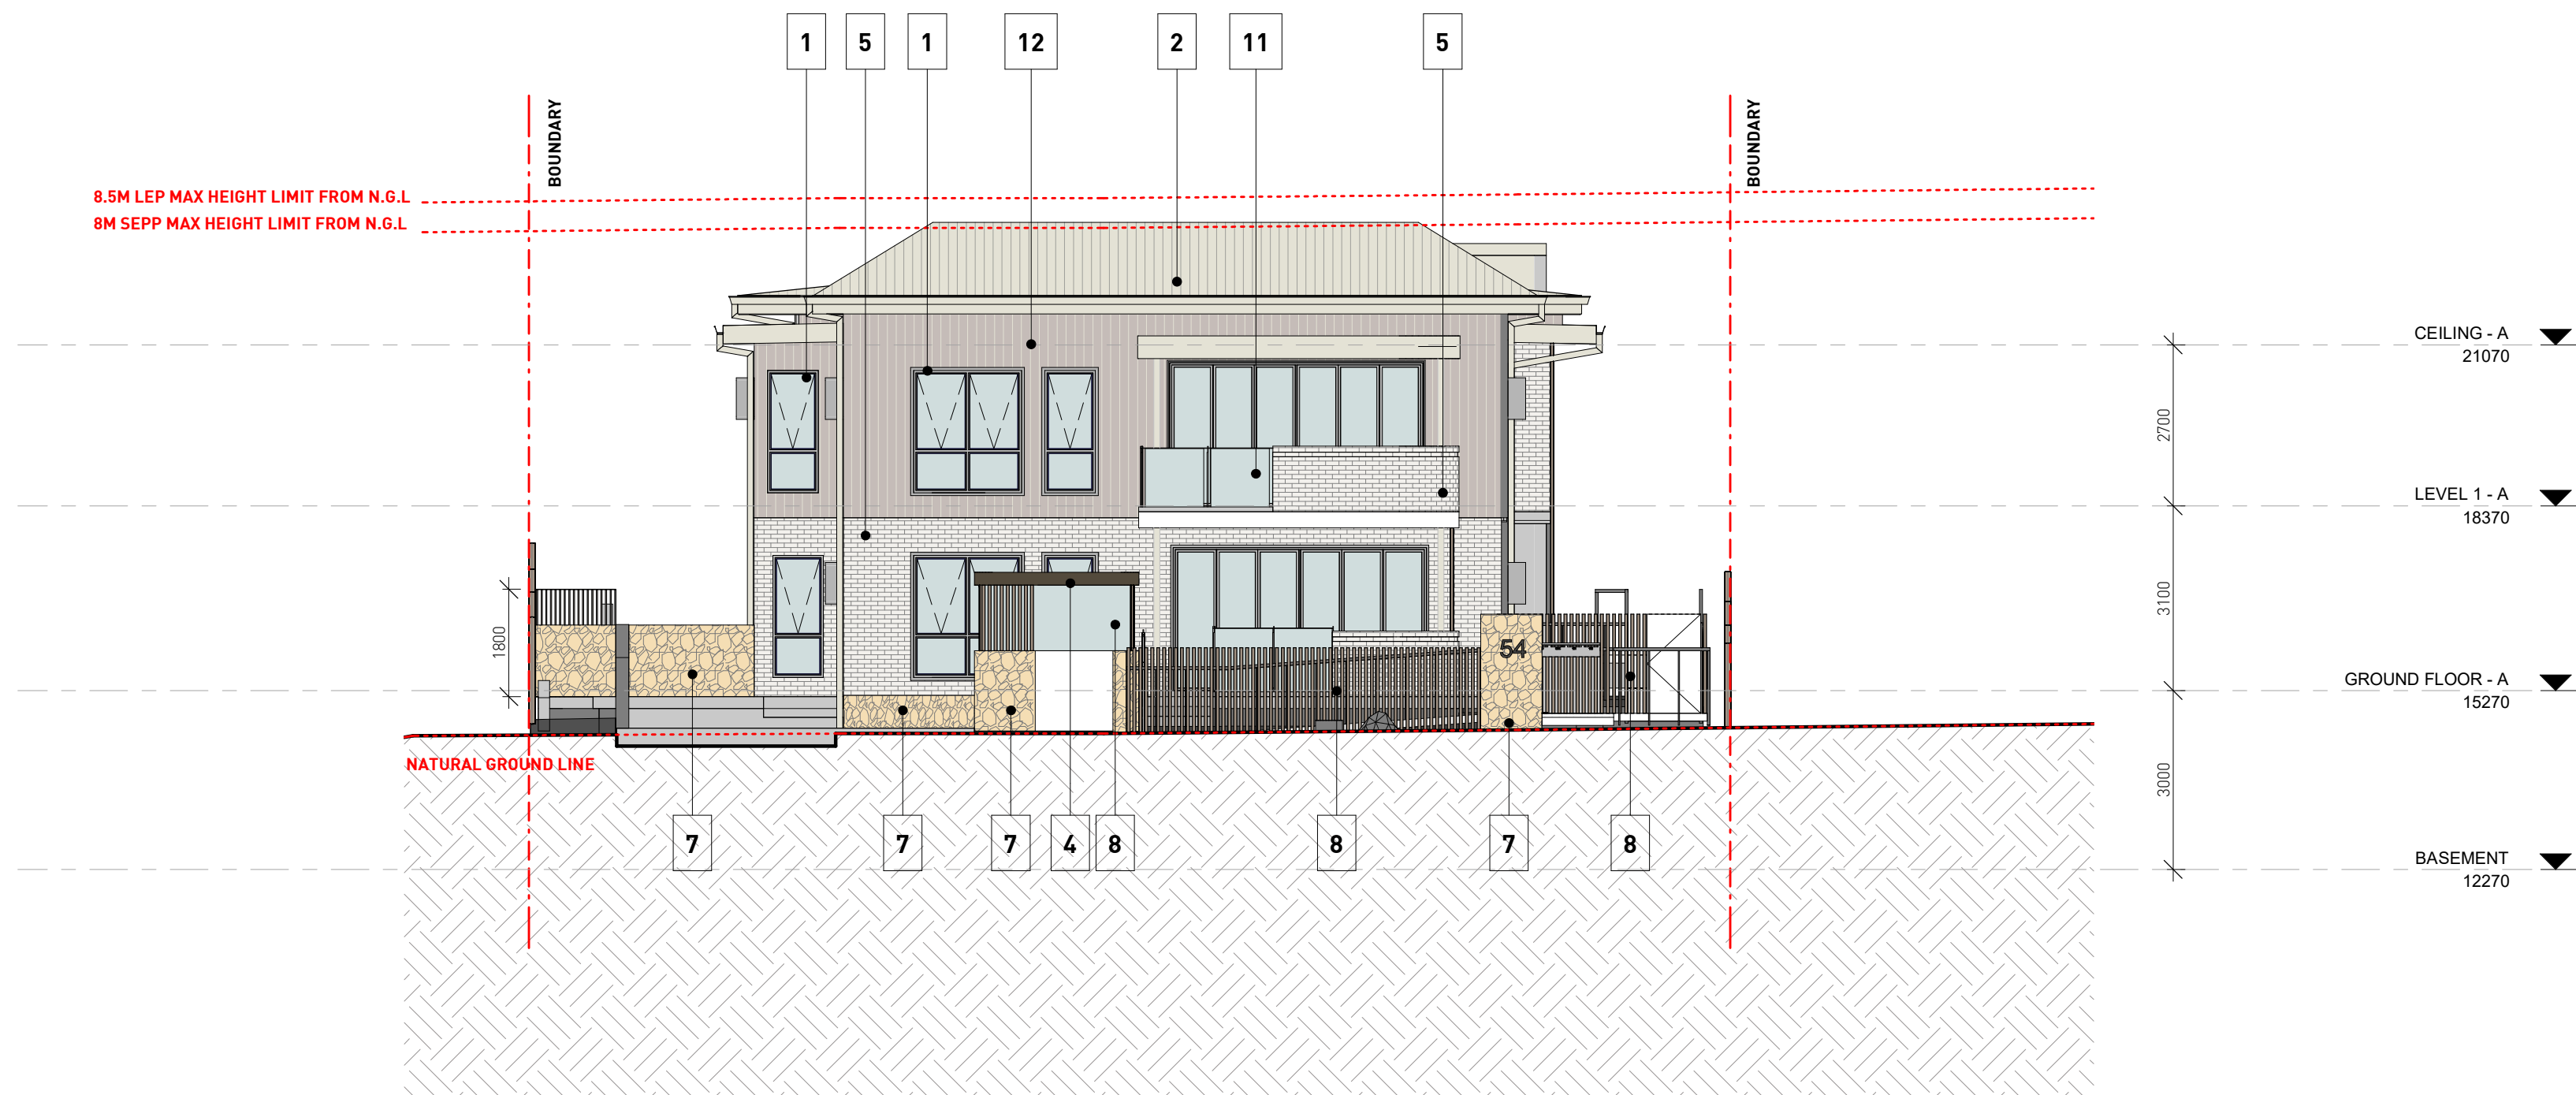 1
5
1
12
2
11
5
BOUNDARY
BOUNDARY
8.5M LEP MAX HEIGHT LIMIT FROM N.G.L
8M SEPP MAX HEIGHT LIMIT FROM N.G.L
CEILING - A
21070
2700
LEVEL 1 - A
18370
3100
1800
54
GROUND FLOOR - A
15270
NATURAL GROUND LINE
3000
7
7
7
4
8
8
7
8
BASEMENT
12270